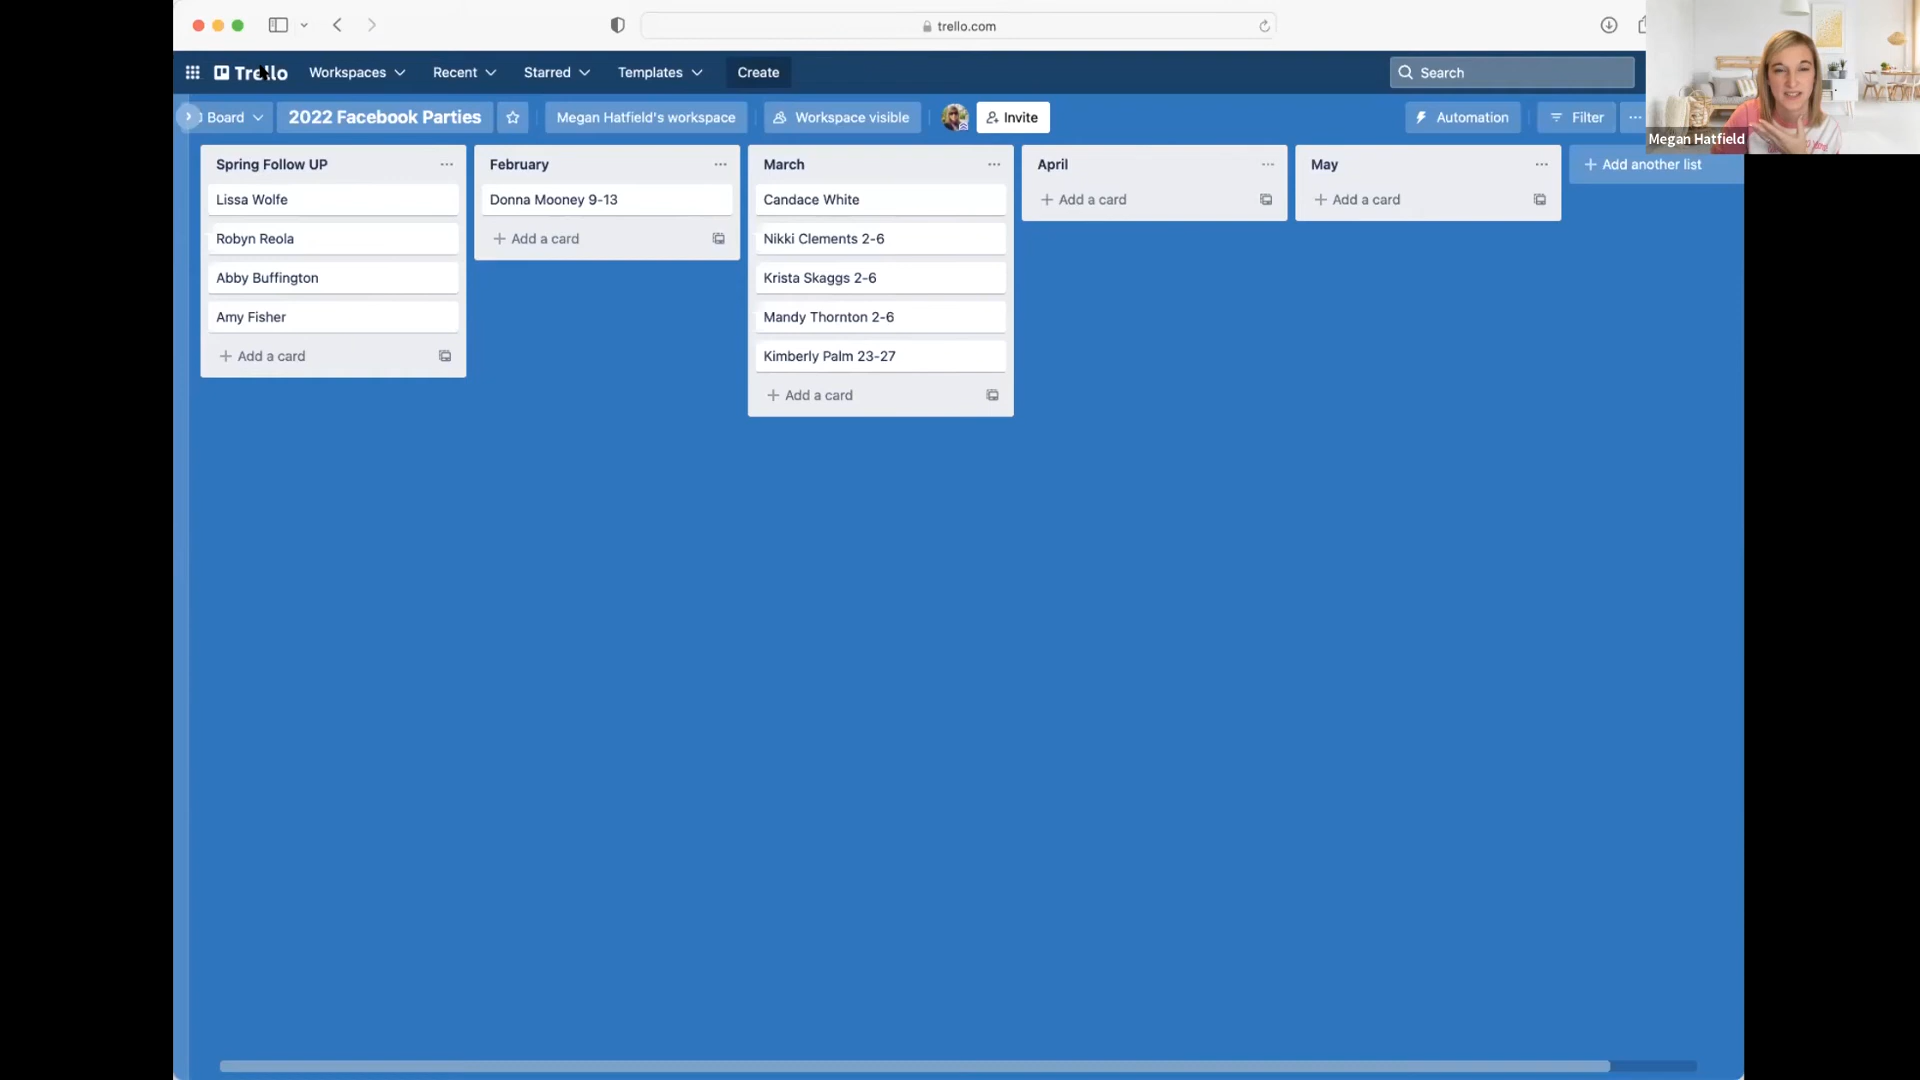 trello.com
Trello
Workspaces
Recent
Starred
Templates
Create
Search
Board
2022 Facebook Parties
Megan Hatfield's workspace
Workspace visible
Invite
Automation
Filter
Megan Hatfield
Spring Follow UP
Lissa Wolfe
Robyn Reola
Abby Buffington
Amy Fisher
+ Add a card
February
Donna Mooney 9-13
+ Add a card
March
Candace White
Nikki Clements 2-6
Krista Skaggs 2-6
Mandy Thornton 2-6
Kimberly Palm 23-27
+ Add a card
April
+ Add a card
May
+ Add a card
+ Add another list